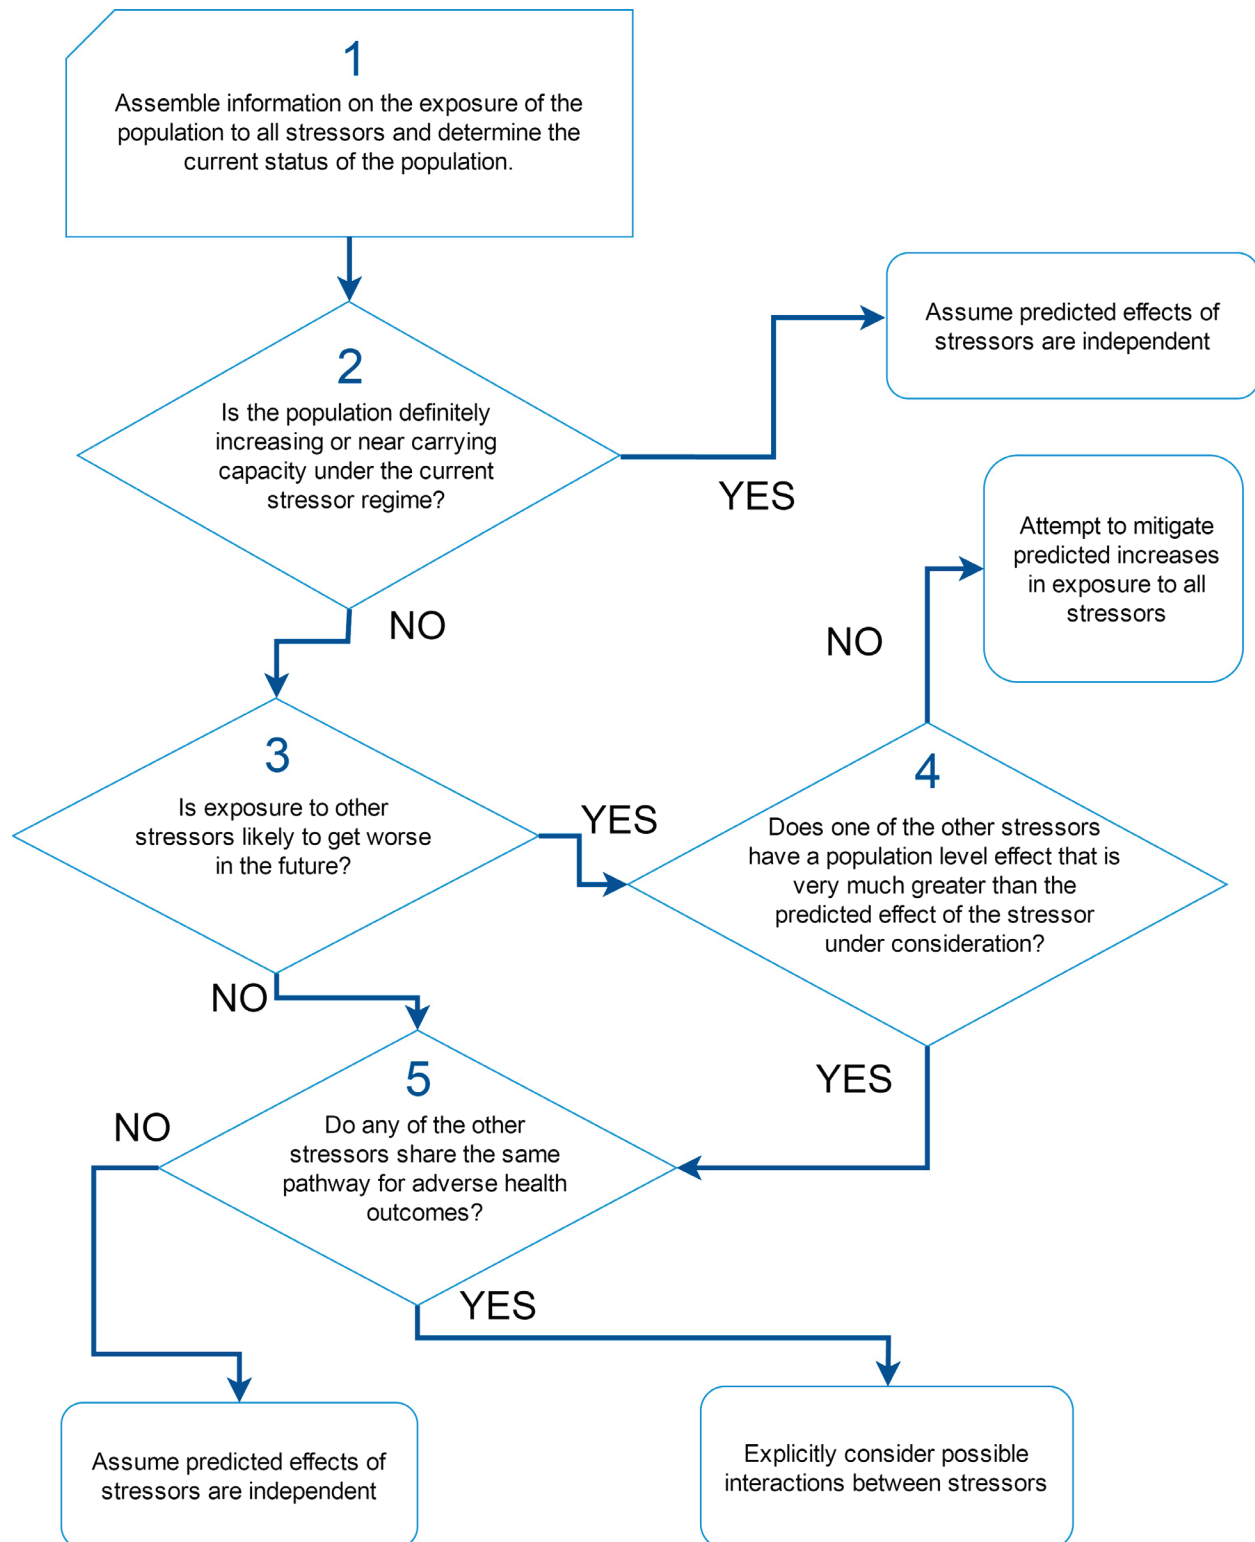 1
Assemble information on the exposure of the
population to all stressors and determine the
current status of the population.
Assume predicted effects of
stressors are independent
2
Is the population definitely
increasing or near carrying
capacity under the current
stressor regime?
YES
NO
Attempt to mitigate
predicted increases
in exposure to all
stressors
NO
3
Is exposure to other
stressors likely to get worse
in the future?
YES
4
Does one of the other stressors
have a population level effect that is
very much greater than the
predicted effect of the stressor
under consideration?
NO
YES
5
Do any of the other
stressors share the same
pathway for adverse health
outcomes?
NO
YES
Assume predicted effects of
stressors are independent
Explicitly consider possible
interactions between stressors